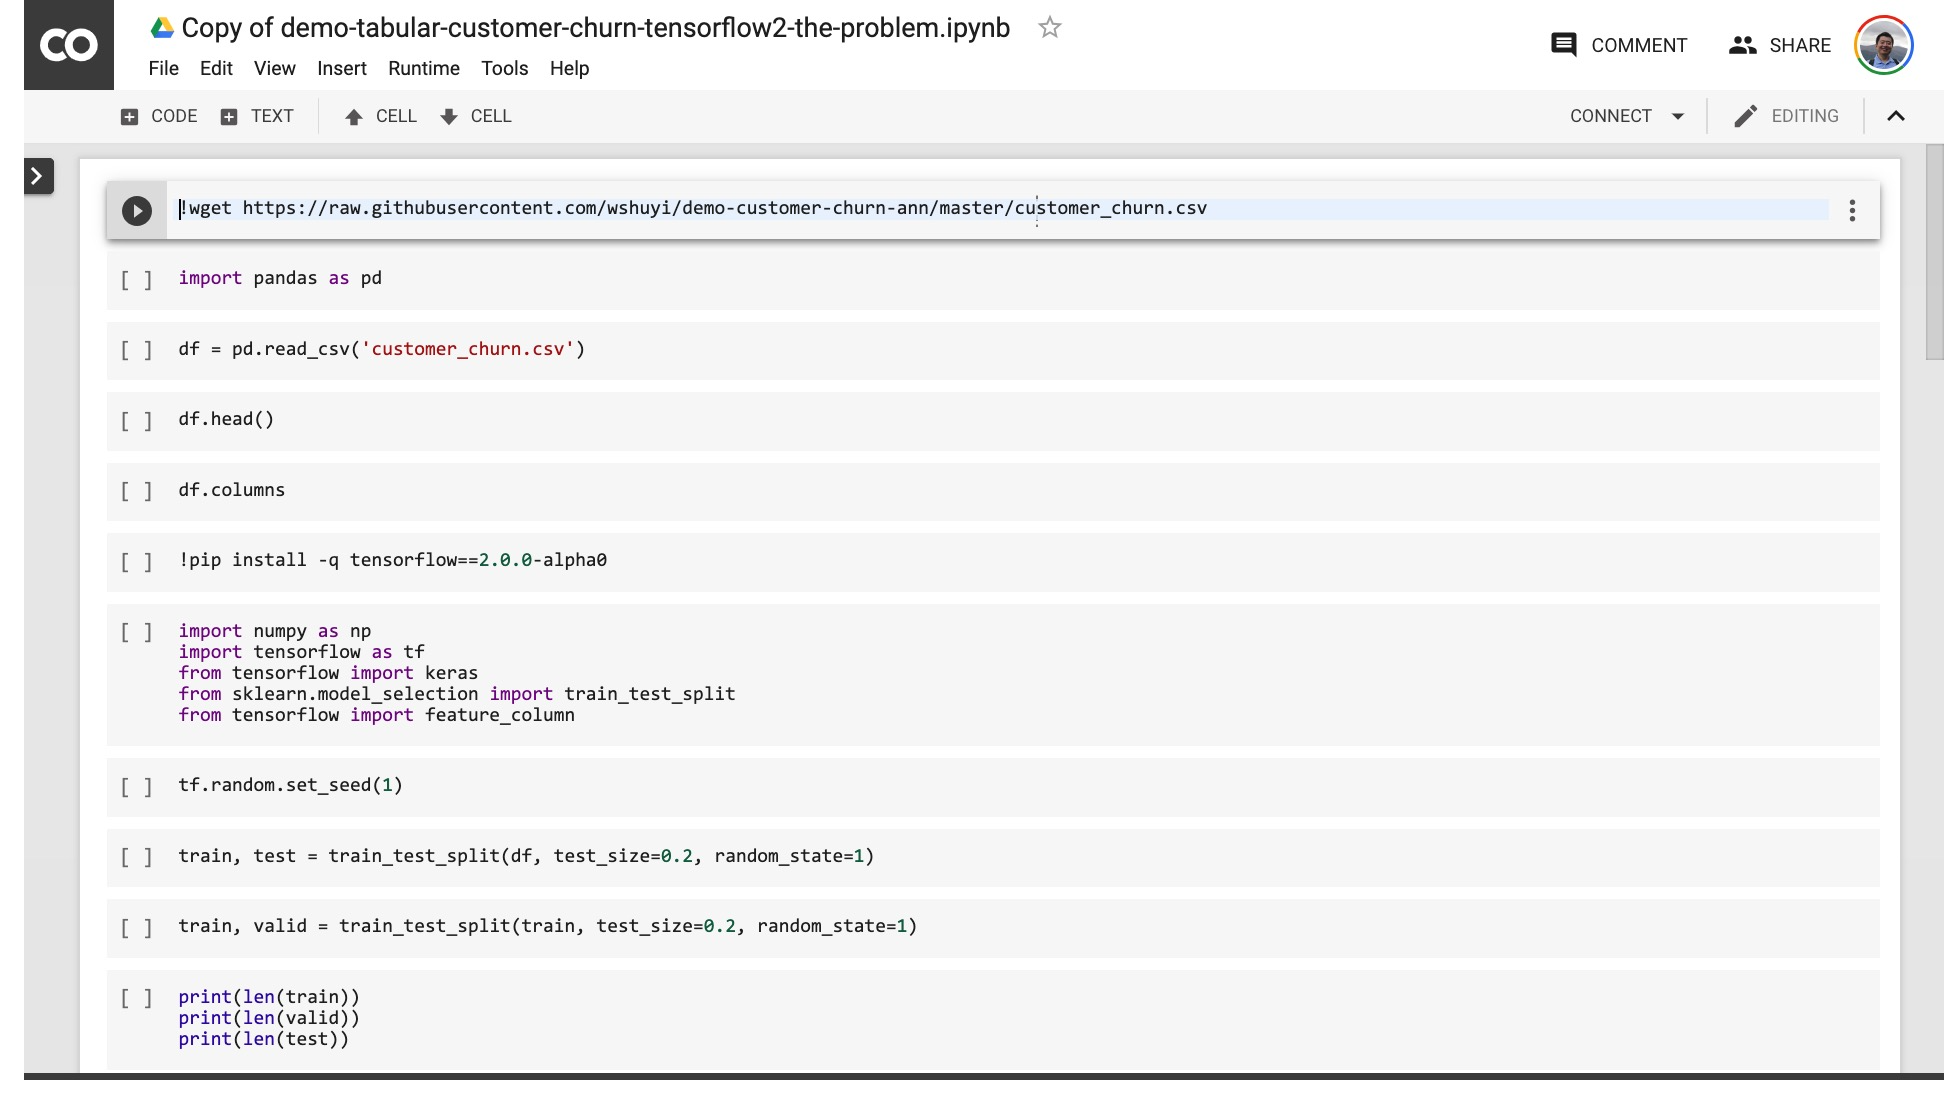 CO
Copy of demo-tabular-customer-churn-tensorflow2-the-problem.ipynb
COMMENT SHARE
File Edit View Insert Runtime Tools Help
CODE TEXT CELL CELL CONNECT EDITING
!wget https://raw.githubusercontent.com/wshuyi/demo-customer-churn-ann/master/customer_churn.csv
[ ] import pandas as pd
[ ] df = pd.read_csv('customer_churn.csv')
[ ] df.head()
[ ] df.columns
[ ] !pip install -q tensorflow==2.0.0-alpha0
[ ] import numpy as np
import tensorflow as tf
from tensorflow import keras
from sklearn.model_selection import train_test_split
from tensorflow import feature_column
[ ] tf.random.set_seed(1)
[ ] train, test = train_test_split(df, test_size=0.2, random_state=1)
[ ] train, valid = train_test_split(train, test_size=0.2, random_state=1)
[ ] print(len(train))
print(len(valid))
print(len(test))